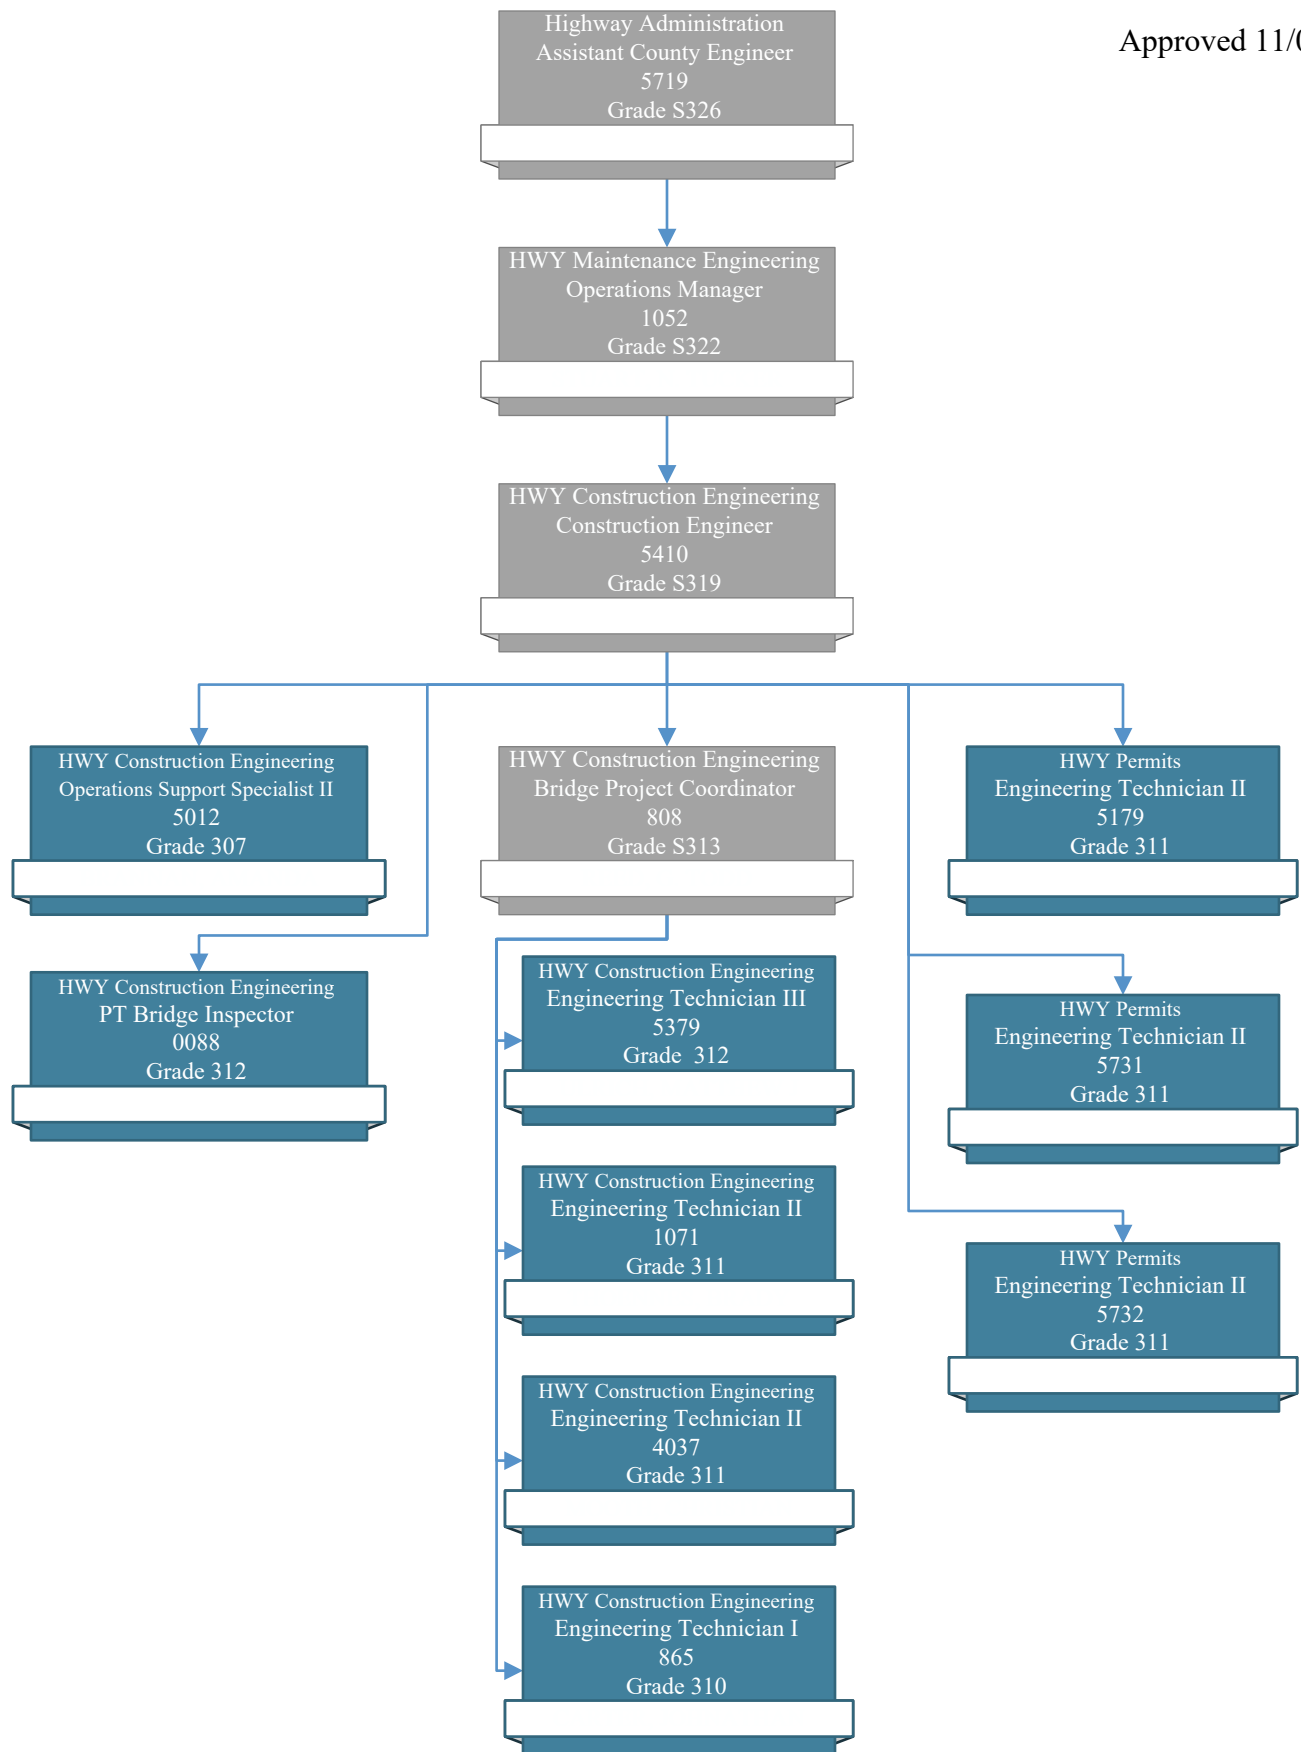 Approved 11/0
Highway Administration
Assistant County Engineer
5719
Grade S326
HWY Maintenance Engineering
Operations Manager
1052
Grade S322
HWY Construction Engineering
Construction Engineer
5410
Grade S319
HWY Construction Engineering
Operations Support Specialist II
5012
Grade 307
HWY Construction Engineering
Bridge Project Coordinator
808
Grade S313
HWY Permits
Engineering Technician II
5179
Grade 311
HWY Construction Engineering
PT Bridge Inspector
0088
Grade 312
HWY Construction Engineering
Engineering Technician III
5379
Grade  312
HWY Permits
Engineering Technician II
5731
Grade 311
HWY Construction Engineering
Engineering Technician II
1071
Grade 311
HWY Permits
Engineering Technician II
5732
Grade 311
HWY Construction Engineering
Engineering Technician II
4037
Grade 311
HWY Construction Engineering
Engineering Technician I
865
Grade 310